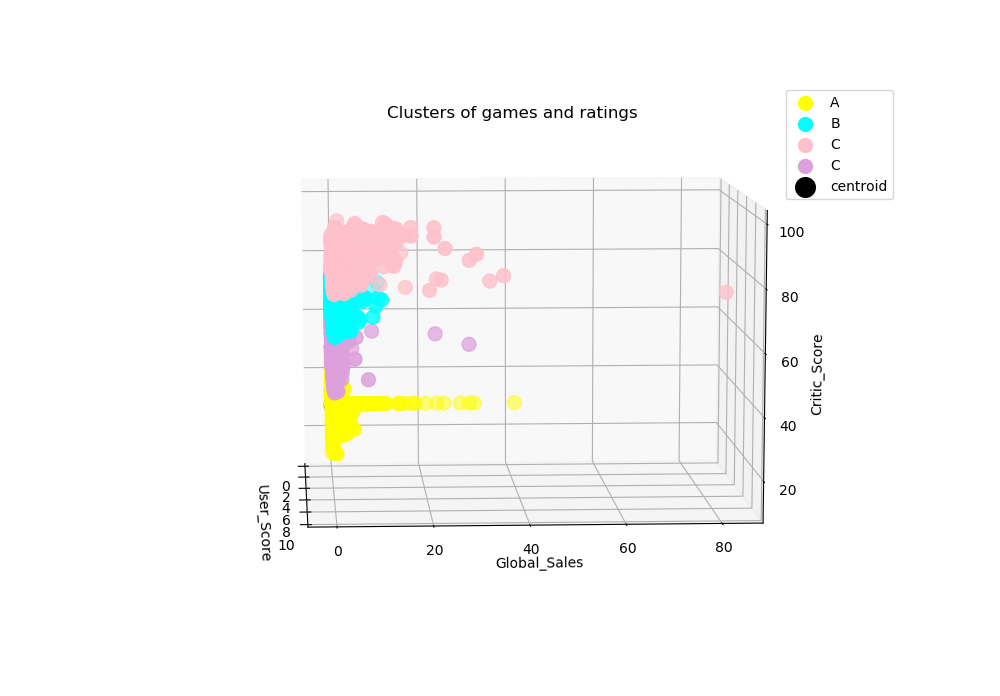 Clusters of games and ratings
A
B
C
C
centroid
100
80
60
40
20
Critic_Score
0
2
4
6
8
10
User_Score
0
20
40
60
80
Global_Sales